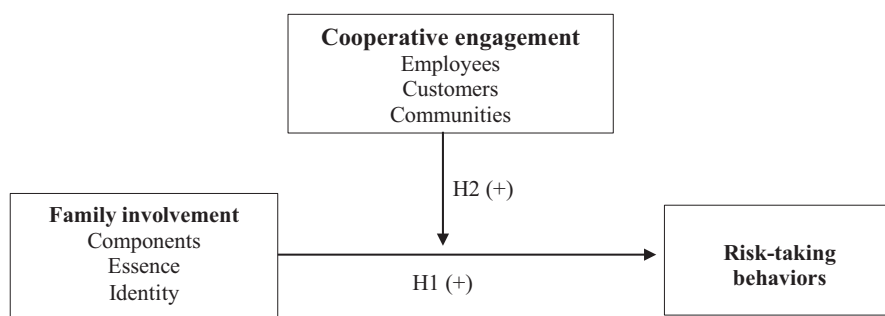 Cooperative engagement
Employees
Customers
Communities
H2 (+)
Family involvement
Components
Essence
Identity
H1 (+)
Risk-taking
behaviors